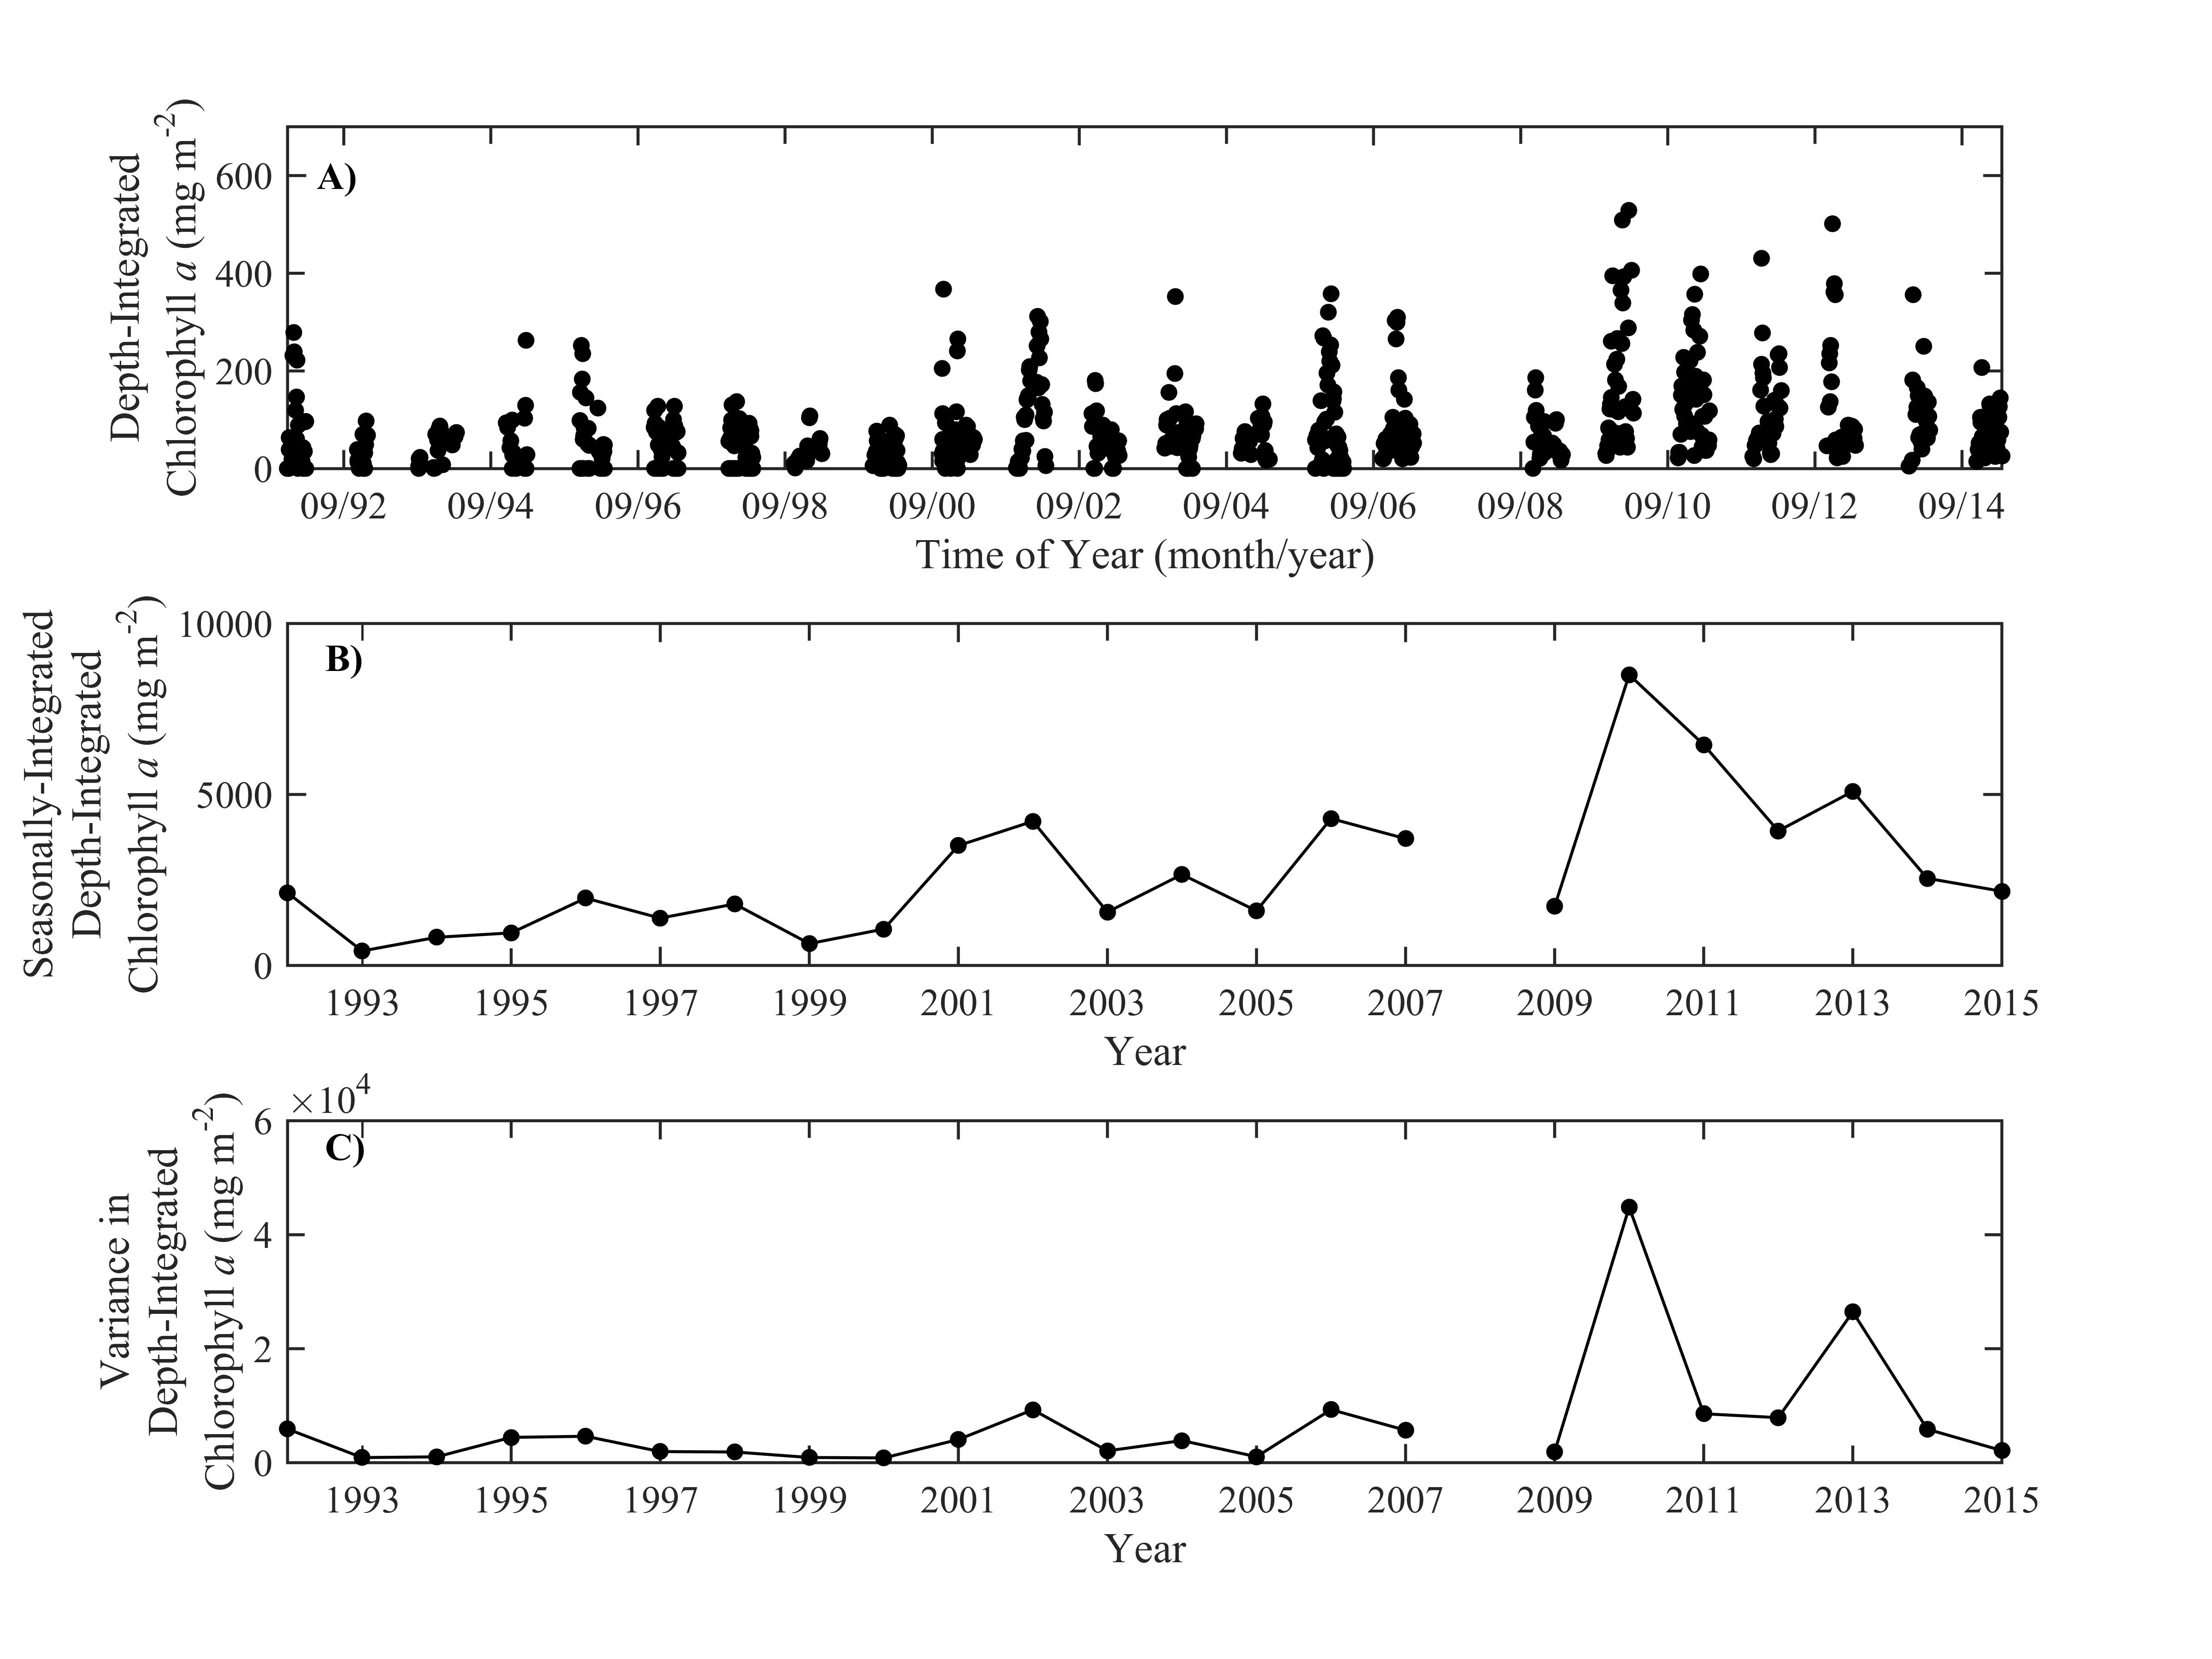 A)
Depth-Integrated
Chlorophyll a (mg m-2)
600
400
200
0
09/92 09/94 09/96 09/98 09/00 09/02 09/04 09/06 09/08 09/10 09/12 09/14
Time of Year (month/year)
B)
Seasonally-Integrated
Depth-Integrated
Chlorophyll a (mg m-2)
10000
5000
0
1993 1995 1997 1999 2001 2003 2005 2007 2009 2011 2013 2015
Year
×104
C)
Variance in
Depth-Integrated
Chlorophyll a (mg m-2)
6
4
2
0
1993 1995 1997 1999 2001 2003 2005 2007 2009 2011 2013 2015
Year